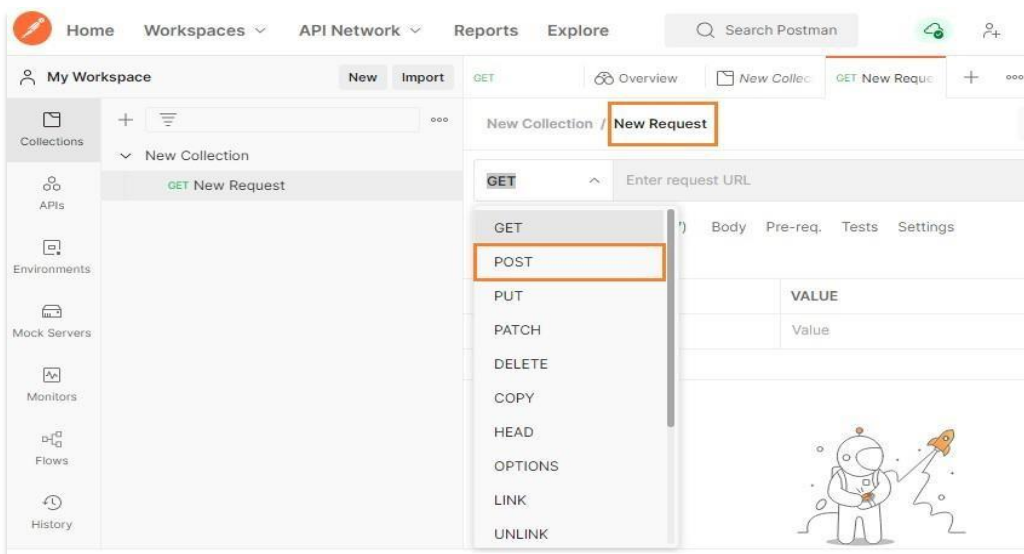 Home Workspaces API Network Reports Explore Search Postman
My Workspace New Import
GET Overview New Collec GET New Reque
Collections
New Collection
GET New Request
APIs
Environments
Mock Servers
Monitors
Flows
History
New Collection / New Request
GET Enter request URL
Body Pre-req. Tests Settings
GET
POST
PUT
PATCH
DELETE
COPY
HEAD
OPTIONS
LINK
UNLINK
VALUE
Value